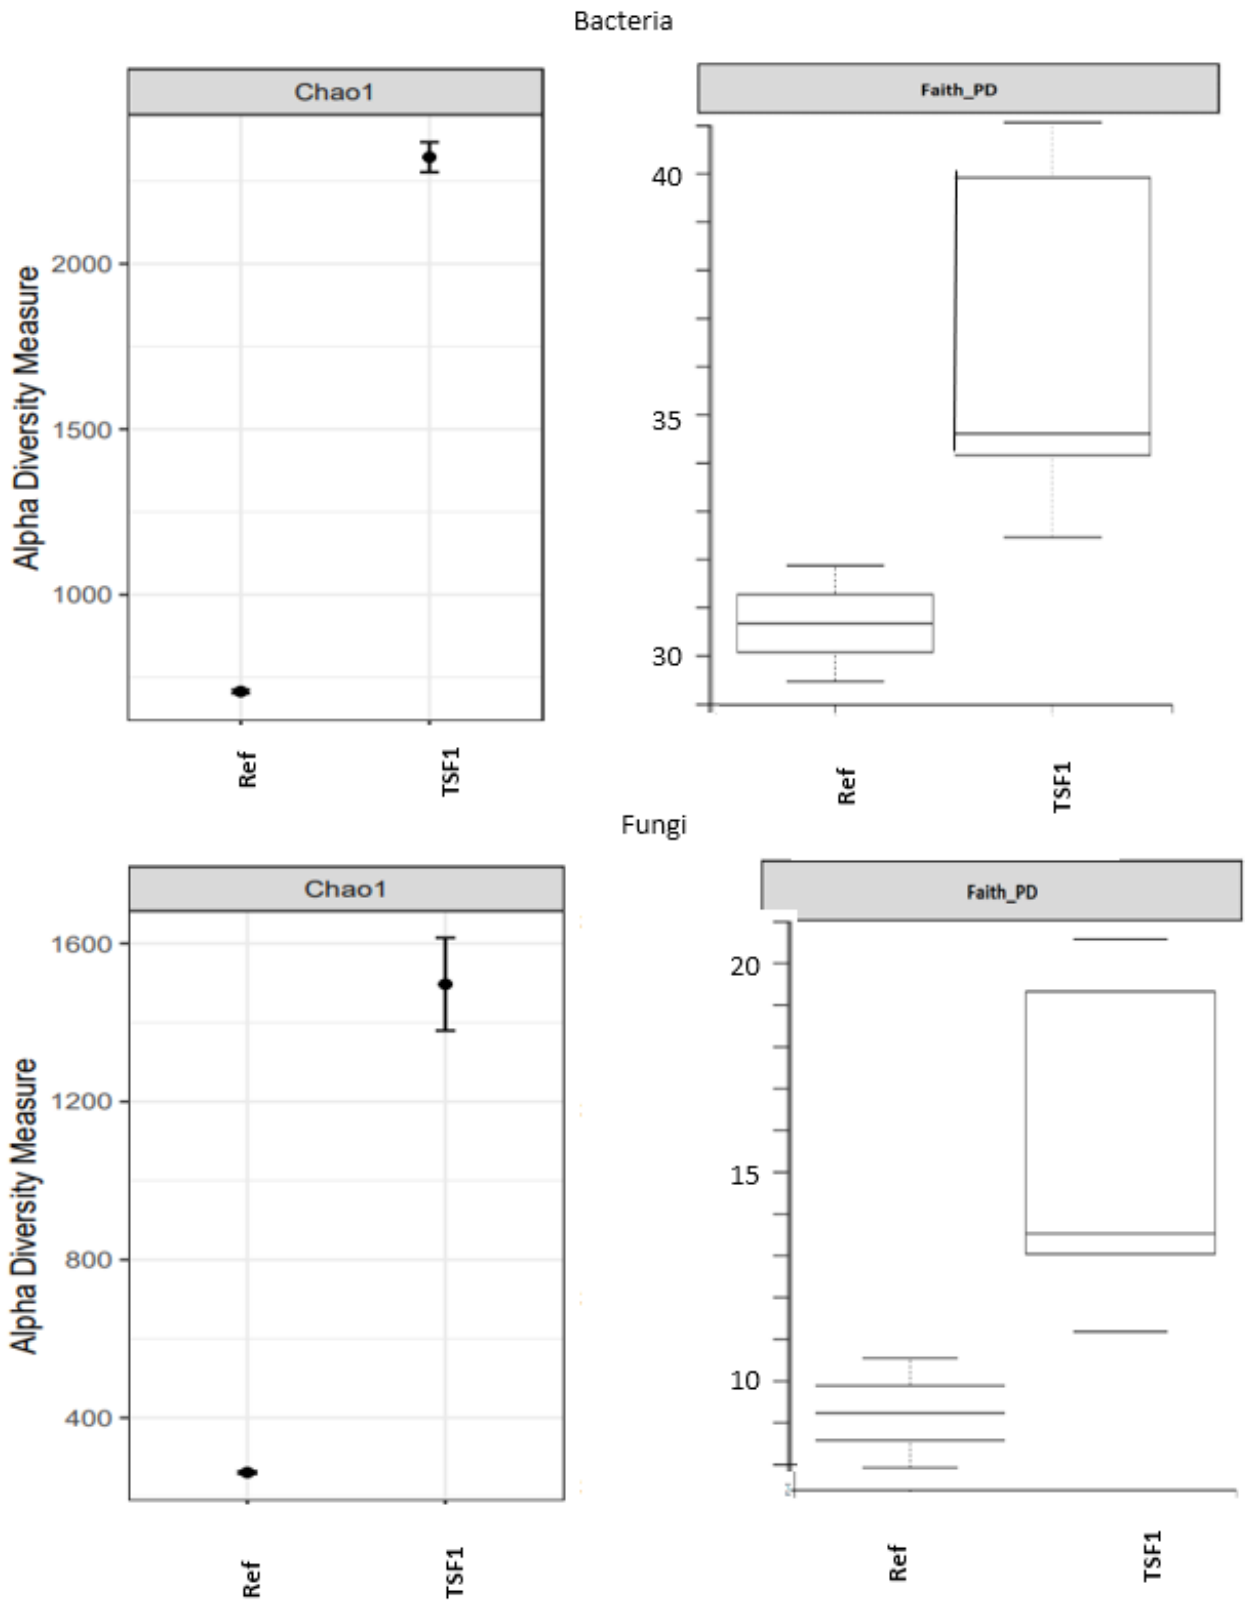 Bacteria
Chao1
Alpha Diversity Measure
2000
1500
1000
Ref
TSF1
Faith_PD
40
35
30
Ref
TSF1
Fungi
Chao1
Alpha Diversity Measure
1600
1200
800
400
Ref
TSF1
Faith_PD
20
15
10
Ref
TSF1